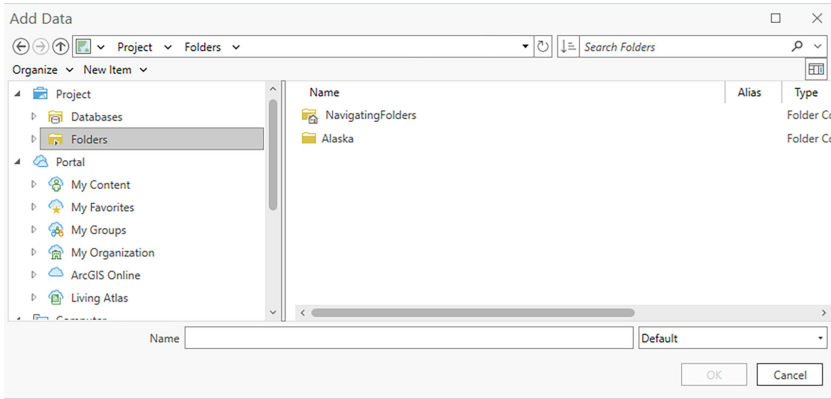 Add Data
Project Folders
Search Folders
Organize New Item
Project
Databases
Folders
Portal
My Content
My Favorites
My Groups
My Organization
ArcGIS Online
Living Atlas
Name Alias Type
NavigatingFolders Folder Co
Alaska Folder Co
Name Default
OK Cancel